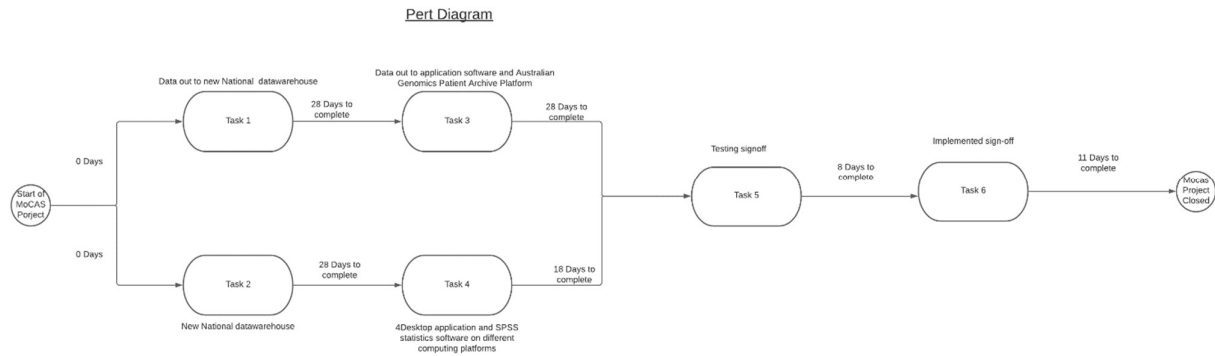 Pert Diagram
Data out to new National datawarehouse
Task 1
28 Days to
complete
Data out to application software and Australian
Genomics Patient Archive Platform
Task 3
28 Days to
complete
0 Days
Start of
MoCAS
Porject
0 Days
Task 2
New National datawarehouse
28 Days to
complete
Task 4
4Desktop application and SPSS
statistics software on different
computing platforms
18 Days to
complete
Testing signoff
Task 5
8 Days to
complete
Implemented sign-off
Task 6
11 Days to
complete
Mocas
Project
Closed